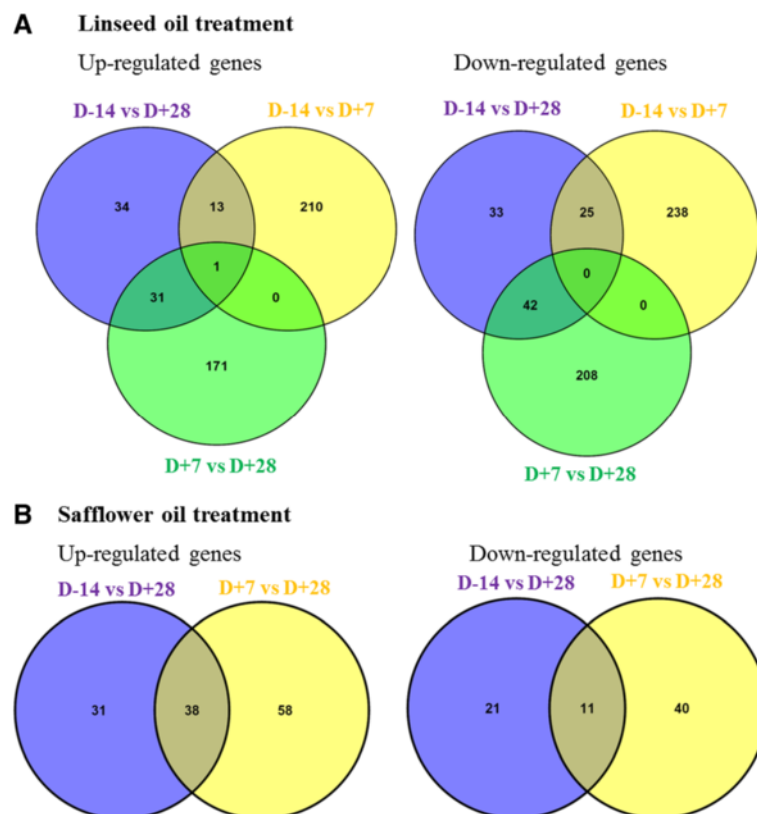 A Linseed oil treatment
Up-regulated genes Down-regulated genes
D-14 vs D+28 D-14 vs D+7 D-14 vs D+28 D-14 vs D+7
34 13 210 33 25 238
1 0
31 0 42 0
171 208
D+7 vs D+28 D+7 vs D+28
B Safflower oil treatment
Up-regulated genes Down-regulated genes
D-14 vs D+28 D+7 vs D+28 D-14 vs D+28 D+7 vs D+28
31 38 58 21 11 40